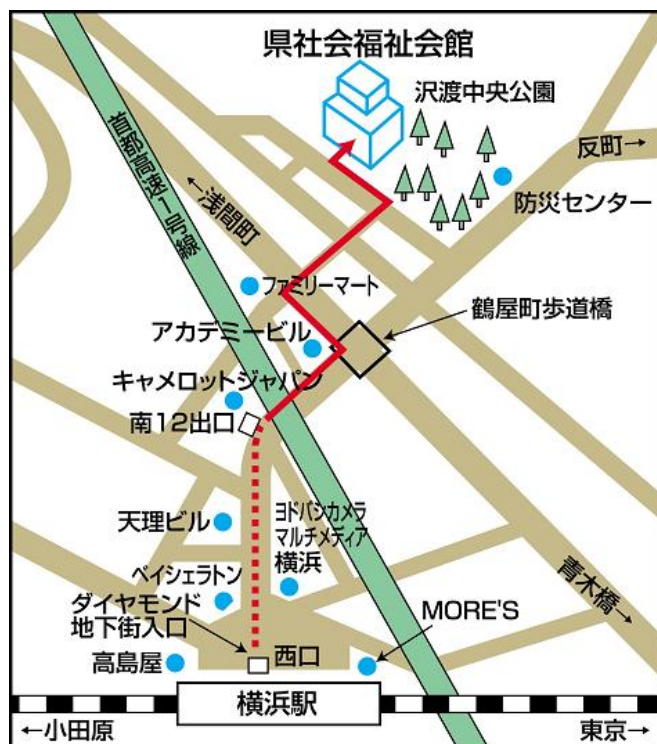 県社会福祉会館
沢渡中央公園
反町→
首都高速1号線
←浅間町
防災センター
ファミリーマート
鶴屋町歩道橋
アカデミービル
キャメロットジャパン
南12出口
ヨドバシカメラ
マルチメディア
横浜
天理ビル
ベイシェラトン
青木橋→
ダイヤモンド
地下街入口
MORE'S
高島屋
西口
横浜駅
←小田原
東京→